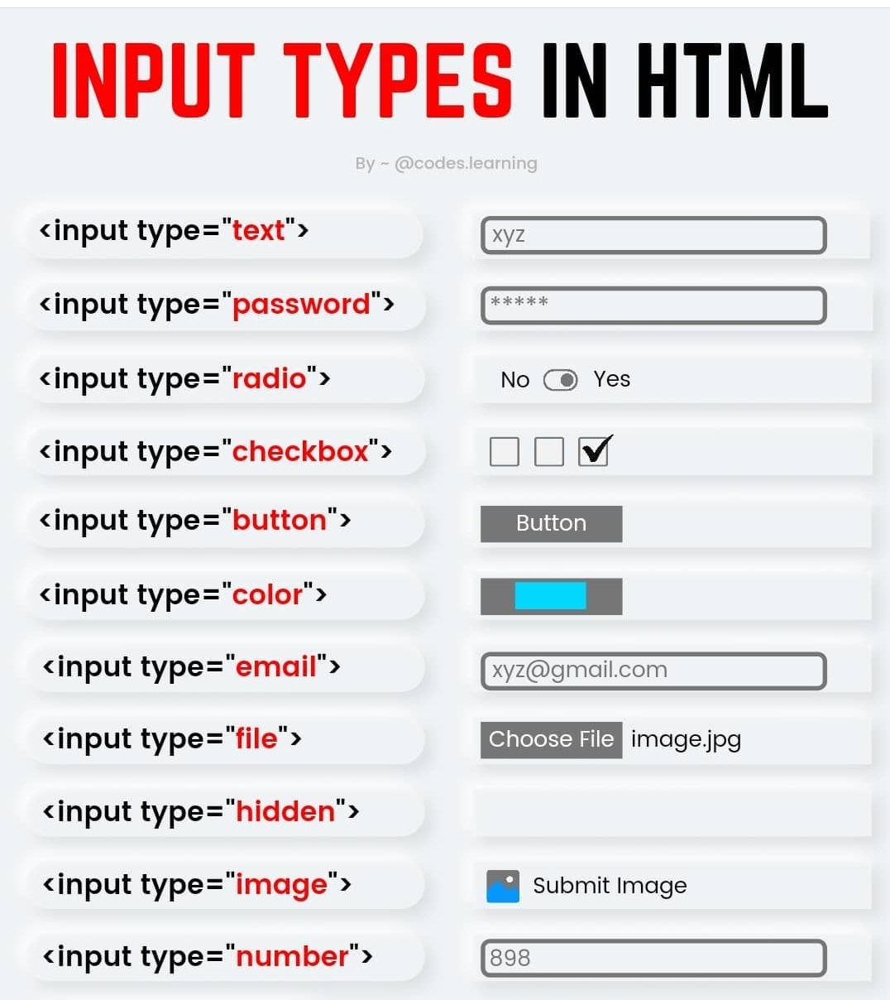 INPUT TYPES IN HTML
By ~ @codes.learning
<input type="text"> xyz
<input type="password"> *****
<input type="radio"> No Yes
<input type="checkbox">
<input type="button"> Button
<input type="color">
<input type="email"> xyz@gmail.com
<input type="file"> Choose File image.jpg
<input type="hidden">
<input type="image"> Submit Image
<input type="number"> 898